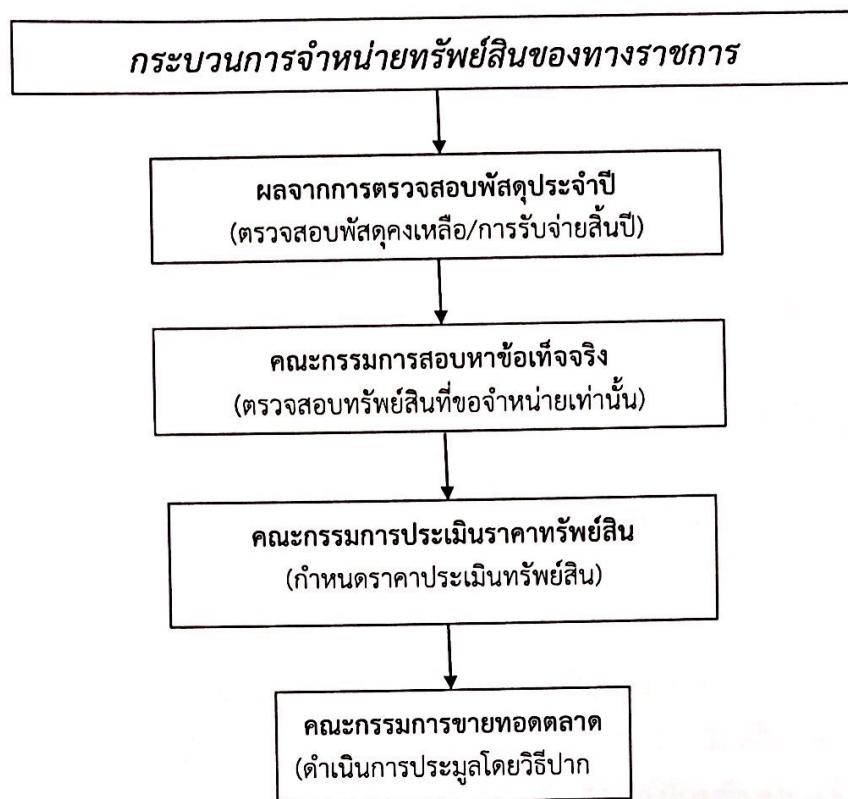 กระบวนการจำหน่ายทรัพย์สินของทางราชการ
ผลจากการตรวจสอบพัสดุประจำปี
(ตรวจสอบพัสดุคงเหลือ/การรับจ่ายสิ้นปี)
คณะกรรมการสอบหาข้อเท็จจริง
(ตรวจสอบทรัพย์สินที่ขอจำหน่ายเท่านั้น)
คณะกรรมการประเมินราคาทรัพย์สิน
(กำหนดราคาประเมินทรัพย์สิน)
คณะกรรมการขายทอดตลาด
(ดำเนินการประมูลโดยวิธีปาก